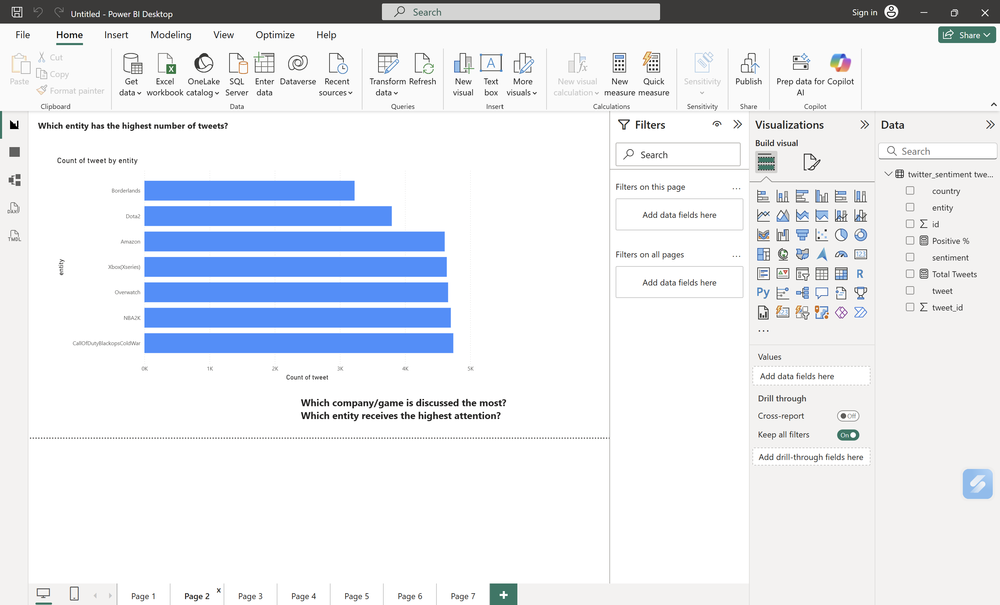 Untitled - Power BI Desktop
Search
Sign in
File Home Insert Modeling View Optimize Help
Share
Paste
Cut
Copy
Format painter
Clipboard
Get data
Excel workbook
OneLake catalog
SQL Server
Enter data
Dataverse
Recent sources
Data
Transform data
Refresh
Queries
New visual
Text box
More visuals
Insert
New visual calculation
New measure
Quick measure
Calculations
Sensitivity
Sensitivity
Publish
Share
Prep data for AI
Copilot
Copilot
DAX
TMDL
Which entity has the highest number of tweets?
Count of tweet by entity
entity
Borderlands
Dota2
Amazon
Xbox(Xseries)
Overwatch
NBA2K
CallOfDutyBlackopsColdWar
0K 1K 2K 3K 4K 5K
Count of tweet
Which company/game is discussed the most?
Which entity receives the highest attention?
Filters
Search
Filters on this page
Add data fields here
Filters on all pages
Add data fields here
Visualizations
Build visual
123
R
Py
123
Values
Add data fields here
Drill through
Cross-report
Off
Keep all filters
On
Add drill-through fields here
Data
Search
twitter_sentiment twe...
country
entity
id
Positive %
sentiment
Total Tweets
tweet
tweet_id
Page 1 Page 2 x Page 3 Page 4 Page 5 Page 6 Page 7